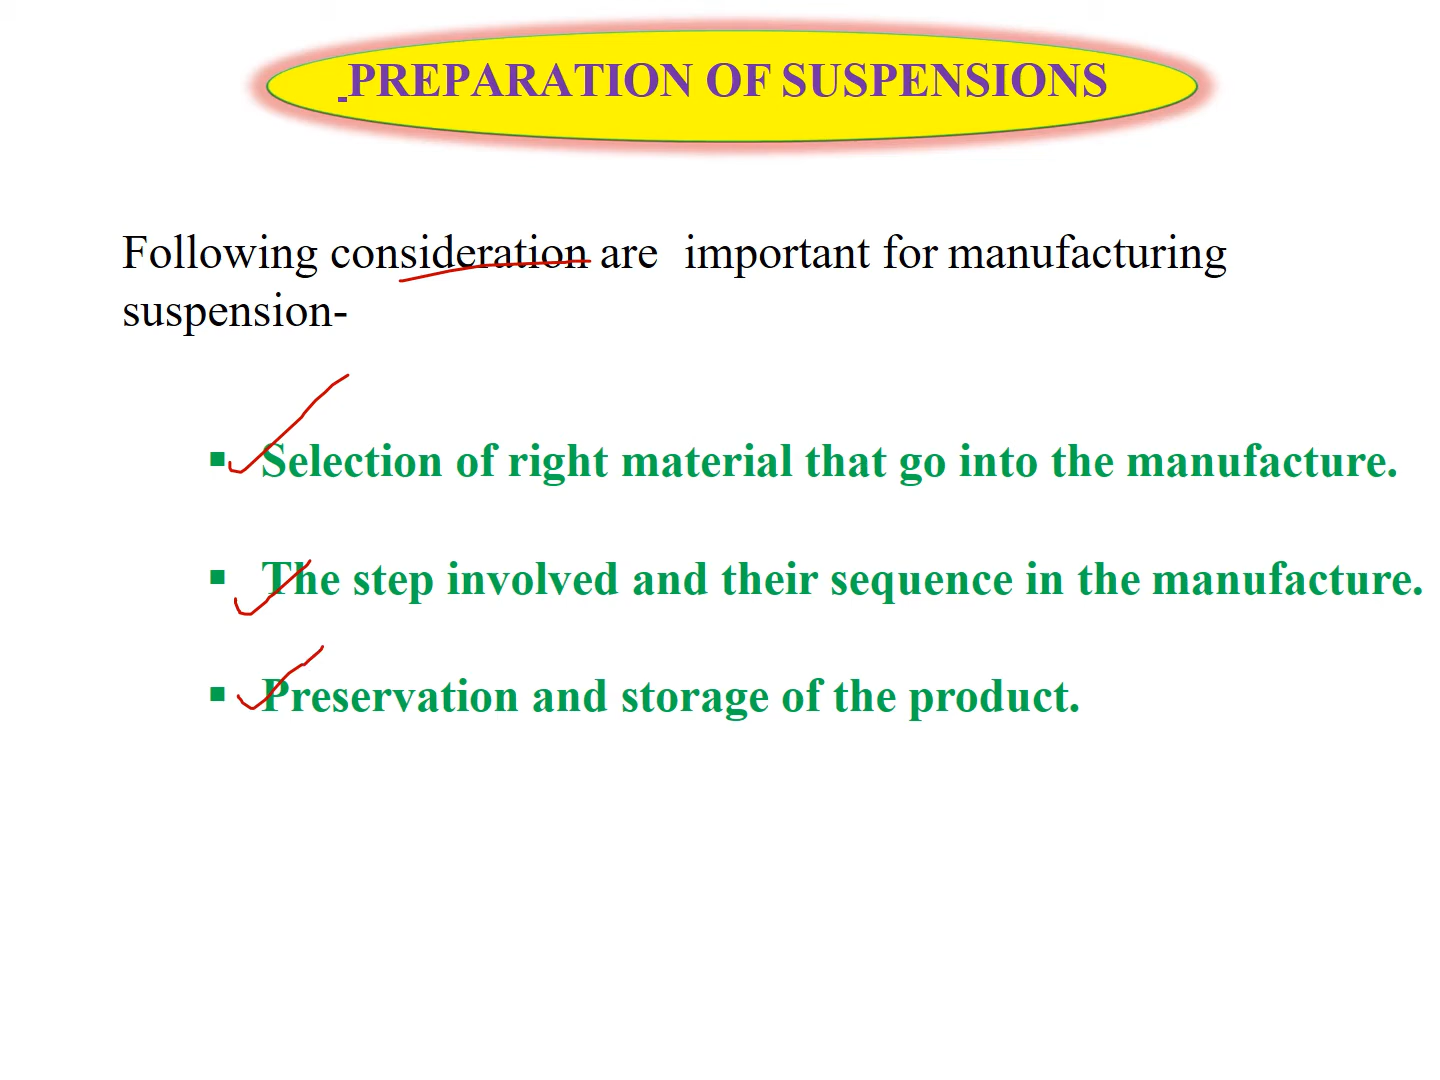 PREPARATION OF SUSPENSIONS
Following consideration are important for manufacturing
suspension-
▪ Selection of right material that go into the manufacture.
▪ The step involved and their sequence in the manufacture.
▪ Preservation and storage of the product.